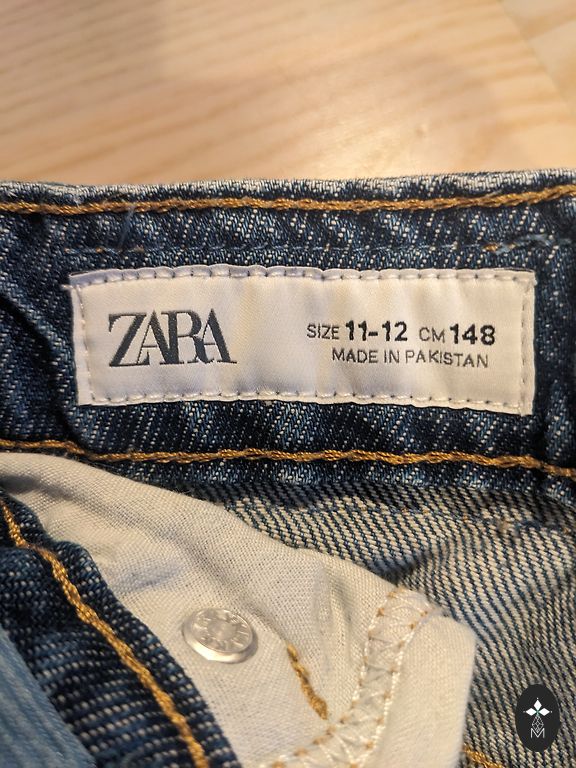 ZARA
SIZE 11-12 CM 148
MADE IN PAKISTAN